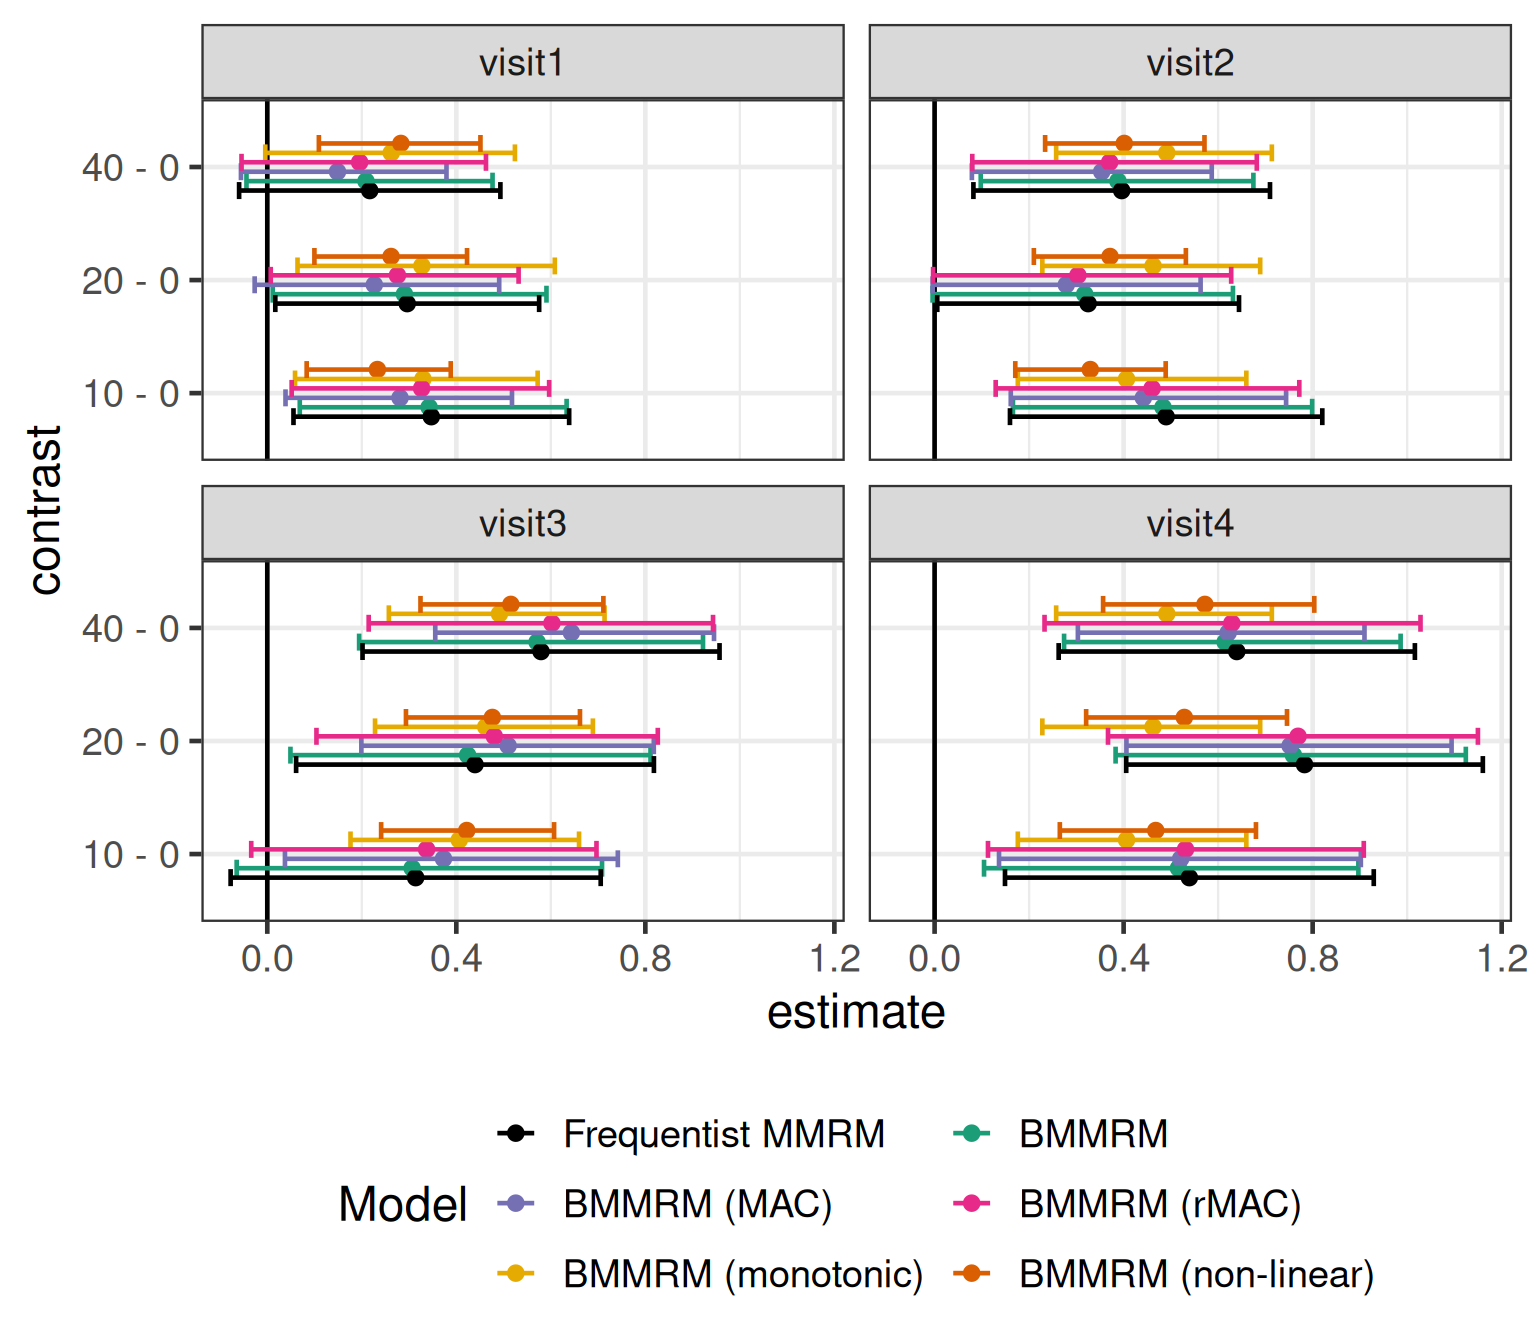 visit1
visit2
40 - 0
20 - 0
10 - 0
visit3
visit4
40 - 0
20 - 0
10 - 0
contrast
0.0 0.4 0.8 1.2 0.0 0.4 0.8 1.2
estimate
Model
Frequentist MMRM
BMMRM
BMMRM (MAC)
BMMRM (rMAC)
BMMRM (monotonic)
BMMRM (non-linear)